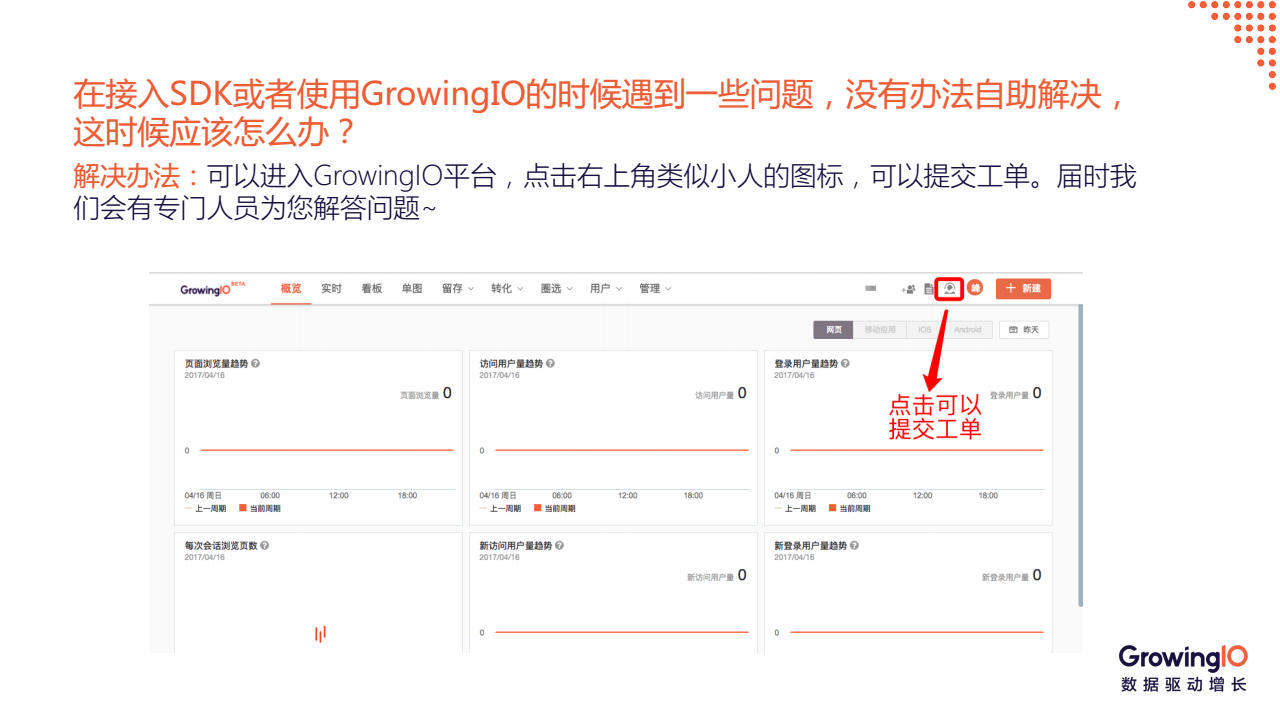 在接入SDK或者使用GrowingIO的时候遇到一些问题，没有办法自助解决，
这时候应该怎么办？
解决办法：可以进入GrowingIO平台，点击右上角类似小人的图标，可以提交工单。届时我
们会有专门人员为您解答问题~
GrowingIO BETA 概览 实时 看板 单图 留存 转化 圈选 用户 管理 峰 + 新建
网页 移动应用 iOS Android 昨天
页面浏览量趋势 ? 访问用户量趋势 ? 登录用户量趋势 ?
2017/04/16 2017/04/16 2017/04/16
页面浏览量 0 访问用户量 0 登录用户量 0
点击可以
提交工单
0 0 0
04/16 周日 06:00 12:00 18:00 04/16 周日 06:00 12:00 18:00 04/16 周日 06:00 12:00 18:00
上一周期 当前周期 上一周期 当前周期 上一周期 当前周期
每次会话浏览页数 ? 新访问用户量趋势 ? 新登录用户量趋势 ?
2017/04/16 2017/04/16 2017/04/16
新访问用户量 0 新登录用户量 0
0 0
GrowingIO
数据驱动增长